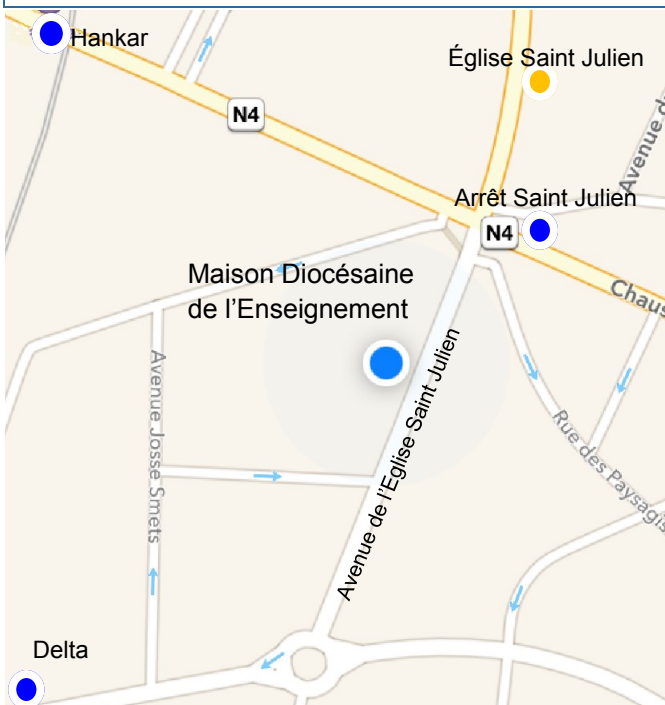 Hankar
Église Saint Julien
N4
Avenue
Arrêt Saint Julien
N4
Maison Diocésaine
de l’Enseignement
Chaus
Avenue Josse Smets
Avenue de l’Eglise Saint Julien
Rue des Paysagis
Delta